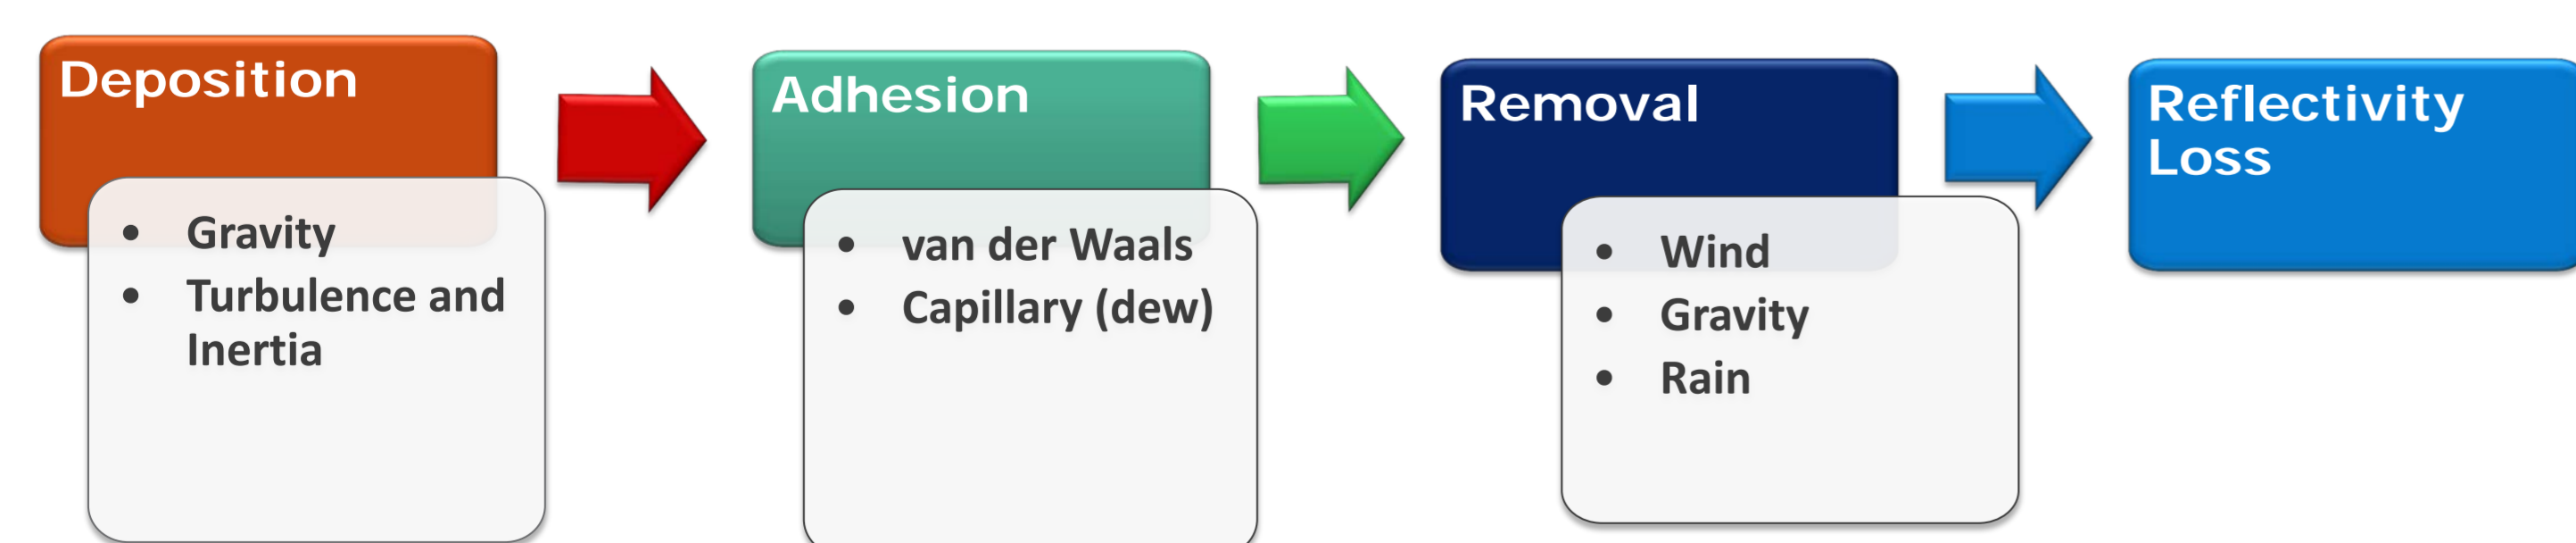 Deposition
• Gravity
• Turbulence and
Inertia
Adhesion
• van der Waals
• Capillary (dew)
Removal
• Wind
• Gravity
• Rain
Reflectivity
Loss